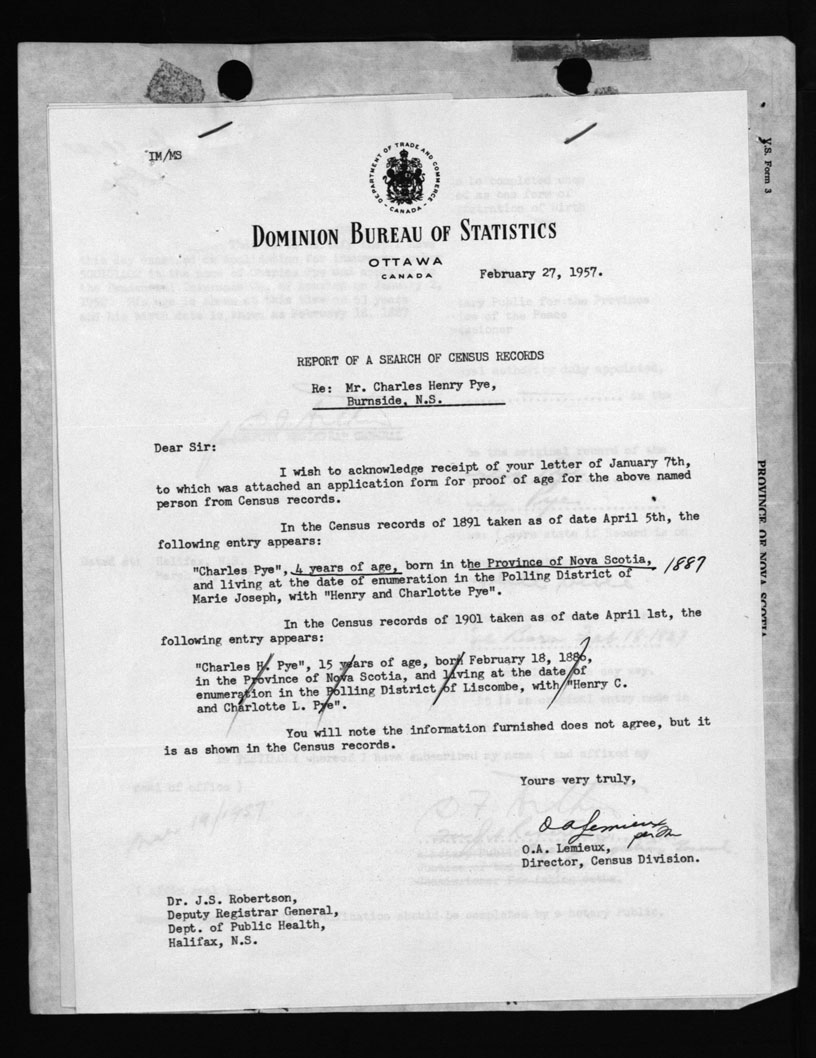 IM/MS
DEPARTMENT OF TRADE AND COMMERCE
CANADA
DOMINION BUREAU OF STATISTICS
OTTAWA
CANADA
February 27, 1957.
REPORT OF A SEARCH OF CENSUS RECORDS
Re: Mr. Charles Henry Pye,
Burnside, N.S.
Dear Sir:
I wish to acknowledge receipt of your letter of January 7th,
to which was attached an application form for proof of age for the above named
person from Census records.
In the Census records of 1891 taken as of date April 5th, the
following entry appears:
"Charles Pye", 4 years of age, born in the Province of Nova Scotia, 1887
and living at the date of enumeration in the Polling District of
Marie Joseph, with "Henry and Charlotte Pye".
In the Census records of 1901 taken as of date April 1st, the
following entry appears:
"Charles H. Pye", 15 years of age, born February 18, 1886,
in the Province of Nova Scotia, and living at the date of
enumeration in the Polling District of Liscombe, with "Henry C.
and Charlotte L. Pye".
You will note the information furnished does not agree, but it
is as shown in the Census records.
Yours very truly,
O A Lemieux
O.A. Lemieux,
Director, Census Division.
Dr. J.S. Robertson,
Deputy Registrar General,
Dept. of Public Health,
Halifax, N.S.
V.S. Form 3
PROVINCE OF NOVA SCOTIA